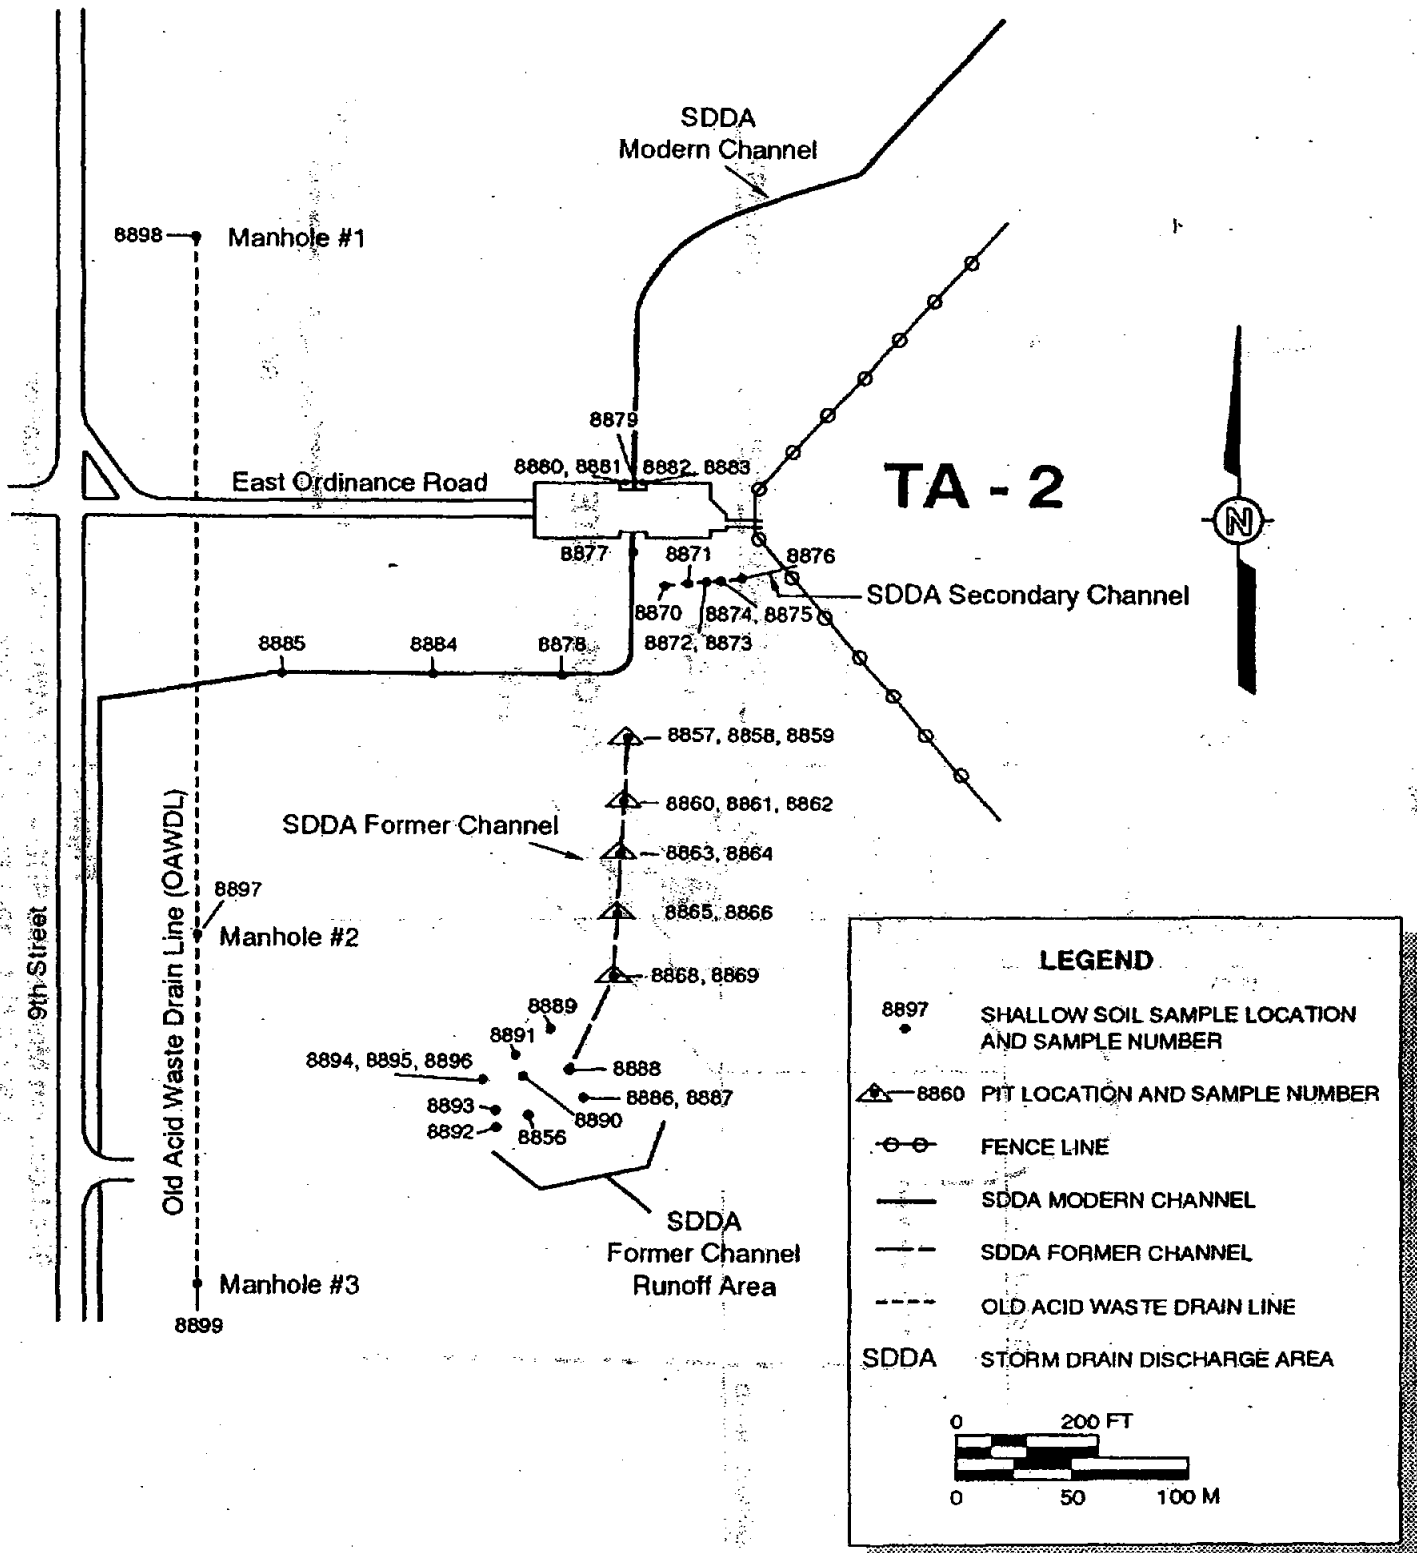 SDDA
Modern Channel
8898
Manhole #1
8879
8880, 8881
8882, 8883
East Ordinance Road
TA - 2
N
8877
8871
8876
SDDA Secondary Channel
8870
8874, 8875
8872, 8873
8885
8884
8878
8857, 8858, 8859
8860, 8861, 8862
SDDA Former Channel
8863, 8864
8865, 8866
8868, 8869
8897
Manhole #2
9th Street
Old Acid Waste Drain Line (OAWDL)
8889
8891
8894, 8895, 8896
8888
8886, 8887
8893
8890
8892
8856
SDDA
Former Channel
Runoff Area
Manhole #3
8899
LEGEND
8897
SHALLOW SOIL SAMPLE LOCATION
AND SAMPLE NUMBER
8860 PIT LOCATION AND SAMPLE NUMBER
FENCE LINE
SDDA MODERN CHANNEL
SDDA FORMER CHANNEL
OLD ACID WASTE DRAIN LINE
SDDA STORM DRAIN DISCHARGE AREA
0 200 FT
0 50 100 M